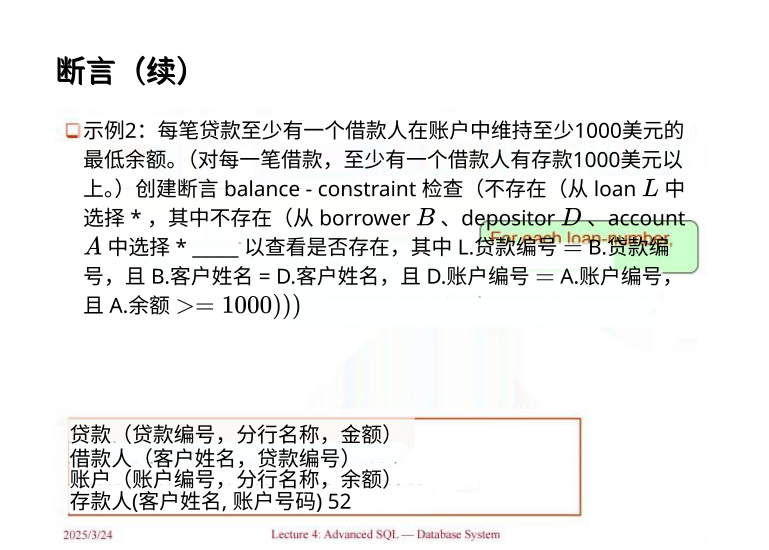 断言（续）
示例2：每笔贷款至少有一个借款人在账户中维持至少1000美元的
最低余额。（对每一笔借款，至少有一个借款人有存款1000美元以
上。）创建断言 balance - constraint 检查（不存在（从 loan L 中
选择 * ，其中不存在（从 borrower B 、depositor D、account
A 中选择 * ____ 以查看是否存在，其中 L.贷款编号 = B.贷款编
For each loan-number,
号，且 B.客户姓名 = D.客户姓名，且 D.账户编号 = A.账户编号，
且 A.余额 >= 1000)))
贷款（贷款编号，分行名称，金额）
借款人（客户姓名，贷款编号）
账户（账户编号，分行名称，余额）
存款人(客户姓名, 账户号码) 52
2025/3/24
Lecture 4: Advanced SQL — Database System